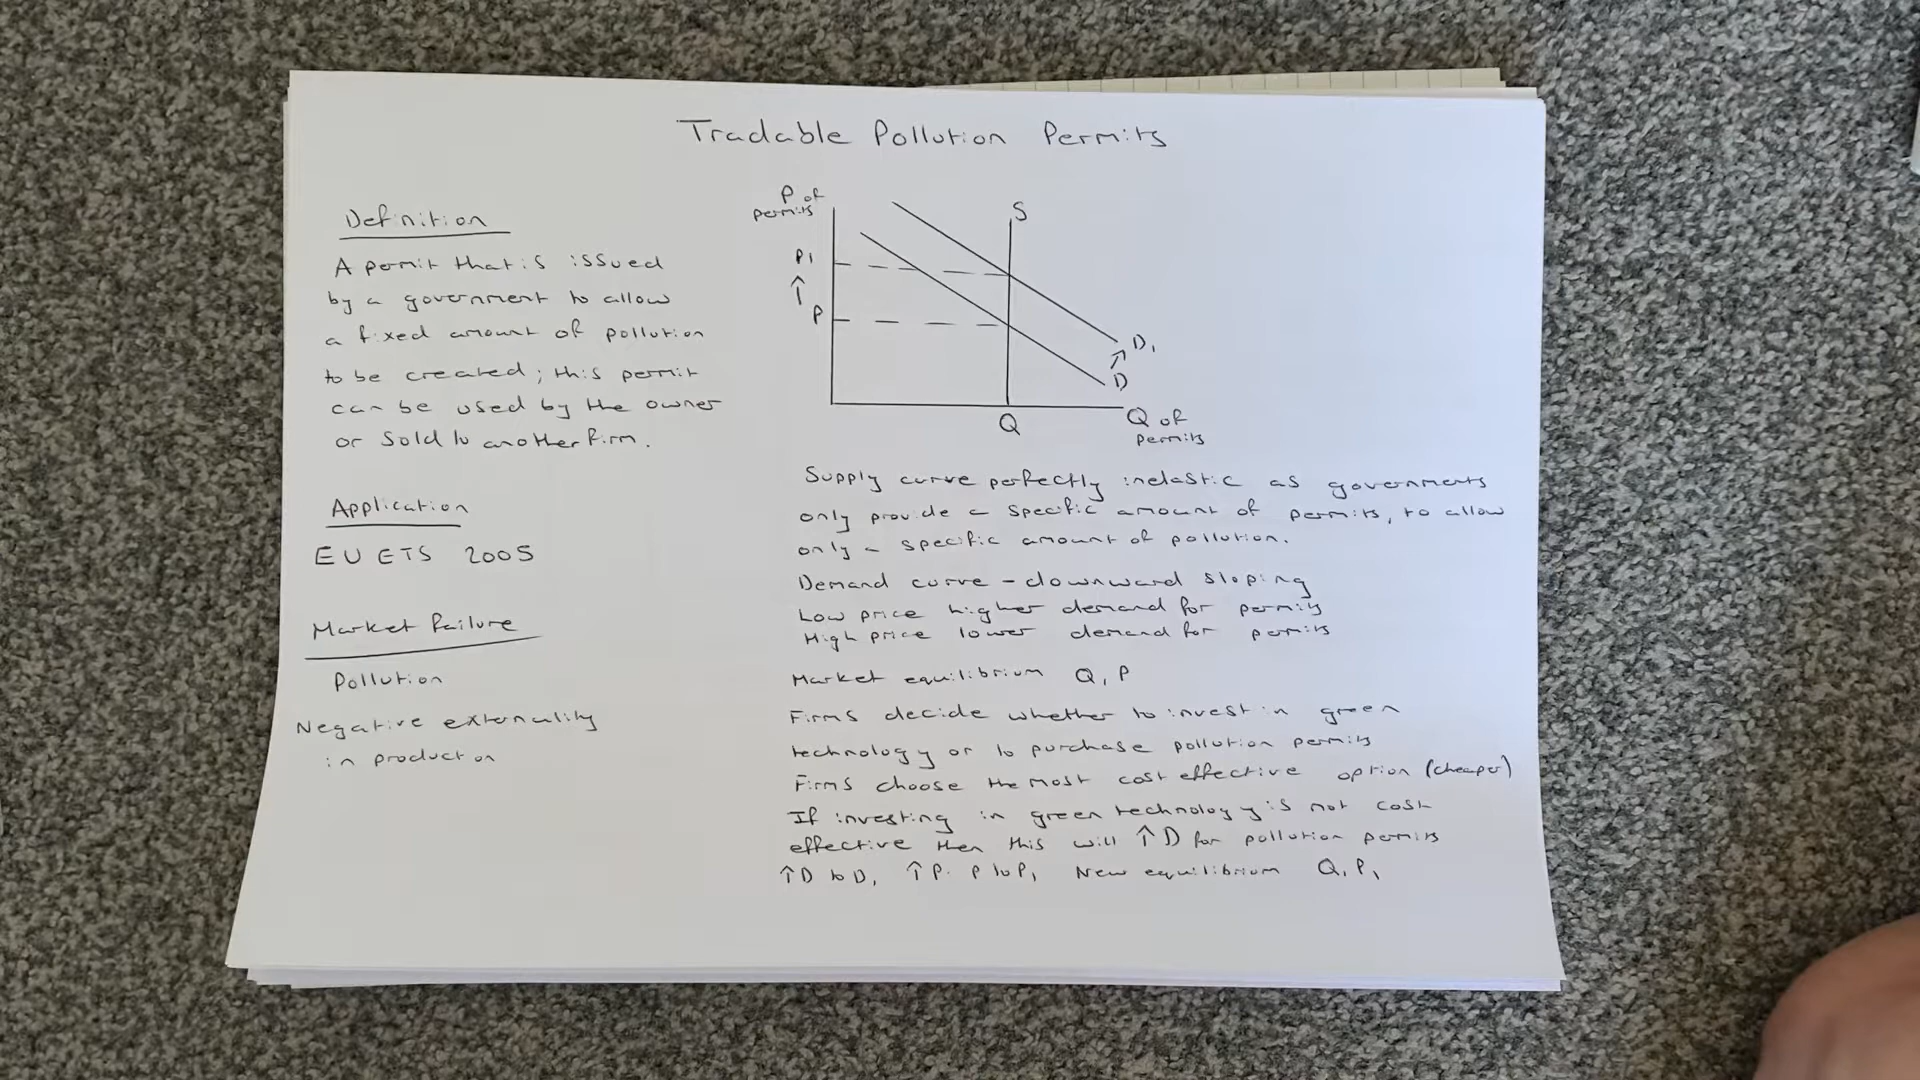 Tradable Pollution Permits
Definition
A permit that is issued
by a government to allow
a fixed amount of pollution
to be created; this permit
can be used by the owner
or sold to another firm.
Application
EU ETS 2005
Market failure
Pollution
Negative externality
in production
P of
permits
P1
↑
P
S
D1
↗
D
Q
Q of
permits
Supply curve perfectly inelastic as governments
only provide a specific amount of permits, to allow
only a specific amount of pollution.
Demand curve - downward sloping
Low price higher demand for permits
High price lower demand for permits
Market equilibrium Q, P
Firms decide whether to invest in green
technology or to purchase pollution permits
Firms choose the most cost effective option (cheaper)
If investing in green technology is not cost
effective then this will ↑D for pollution permits
↑D to D1 ↑P. P to P1 New equilibrium Q, P1